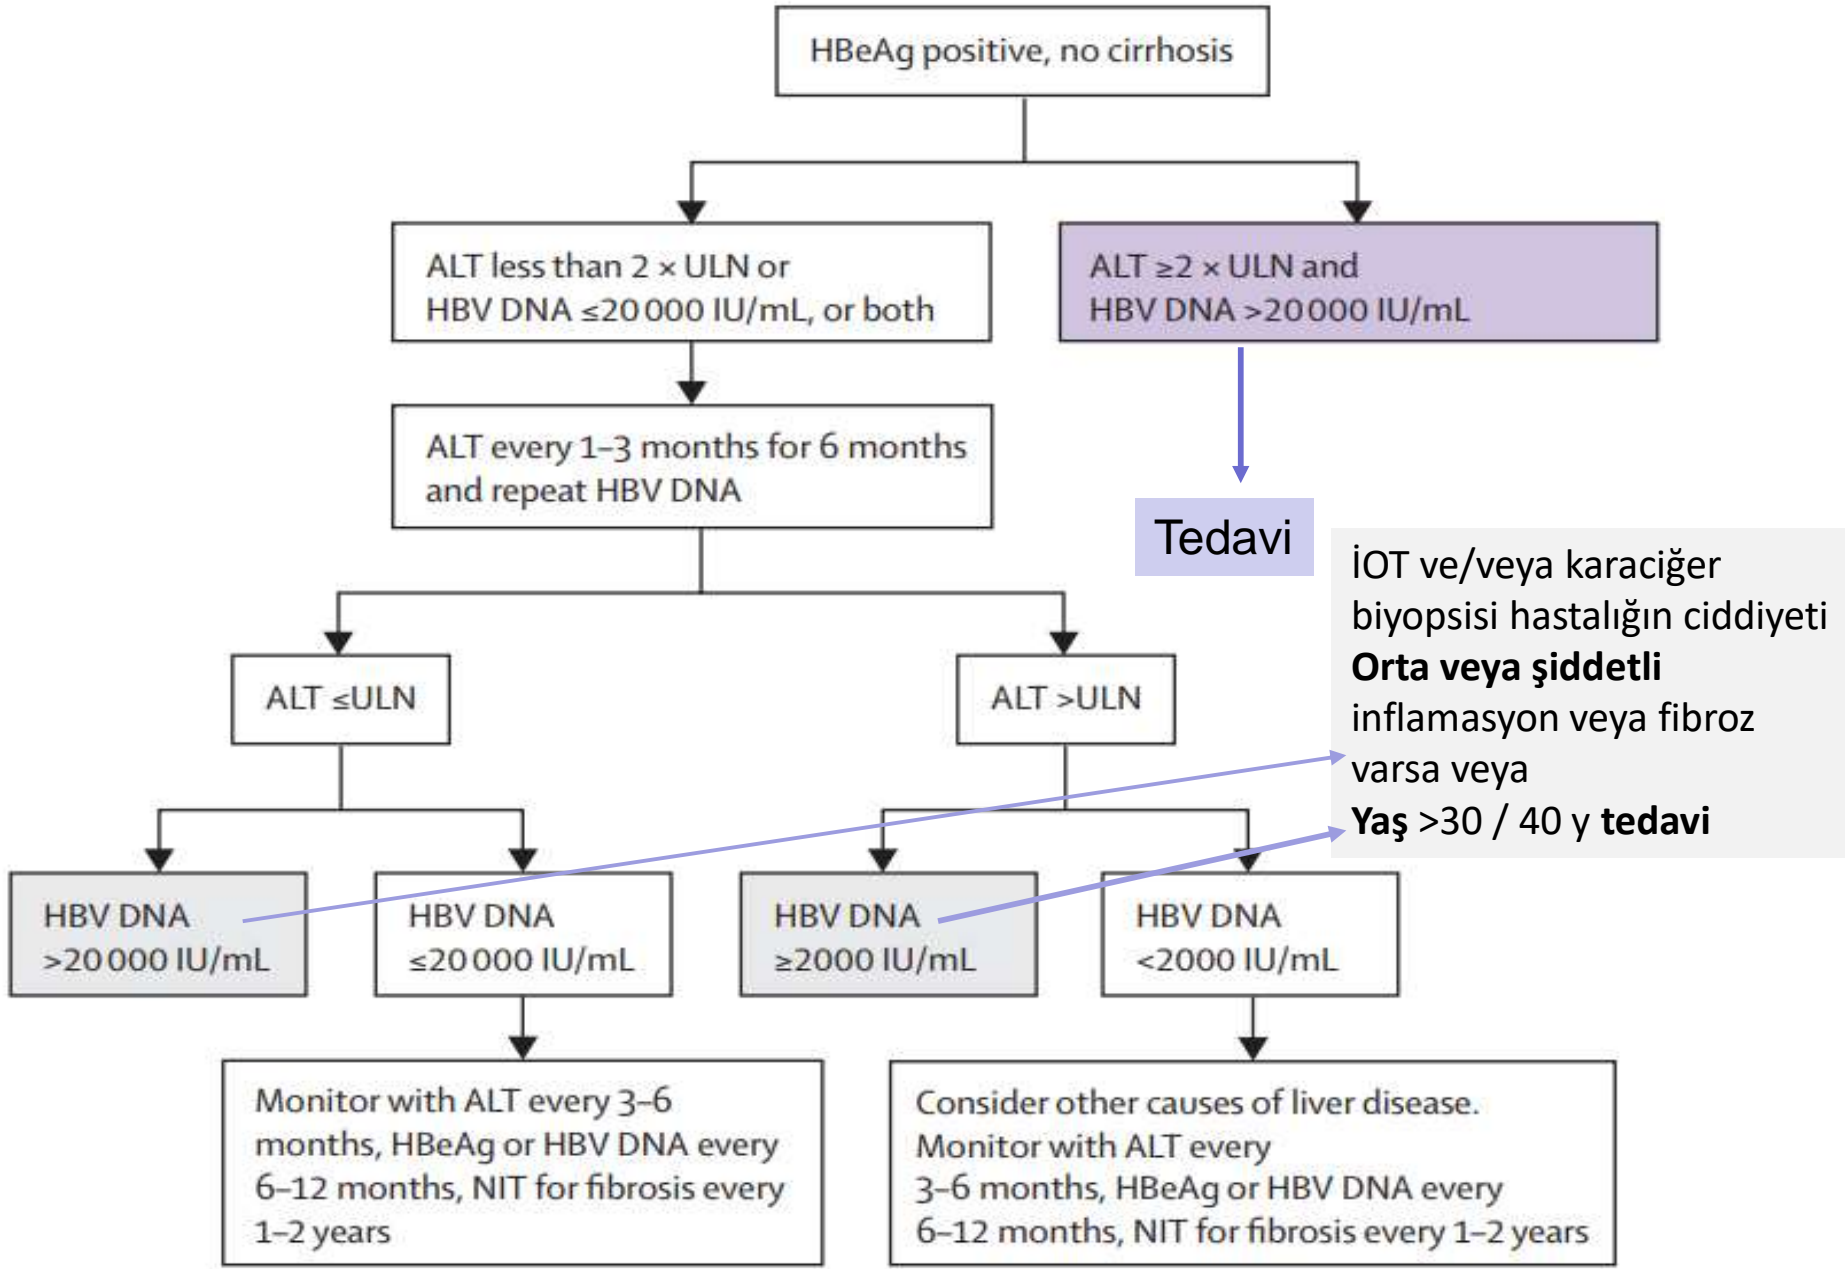 HBeAg positive, no cirrhosis
ALT less than 2 × ULN or
HBV DNA ≤20 000 IU/mL, or both
ALT ≥2 × ULN and
HBV DNA >20 000 IU/mL
ALT every 1–3 months for 6 months
and repeat HBV DNA
Tedavi
İOT ve/veya karaciğer
biyopsisi hastalığın ciddiyeti
Orta veya şiddetli
inflamasyon veya fibroz
varsa veya
Yaş >30 / 40 y tedavi
ALT ≤ULN
ALT >ULN
HBV DNA
>20 000 IU/mL
HBV DNA
≤20 000 IU/mL
HBV DNA
≥2000 IU/mL
HBV DNA
<2000 IU/mL
Monitor with ALT every 3–6
months, HBeAg or HBV DNA every
6–12 months, NIT for fibrosis every
1–2 years
Consider other causes of liver disease.
Monitor with ALT every
3–6 months, HBeAg or HBV DNA every
6–12 months, NIT for fibrosis every 1–2 years